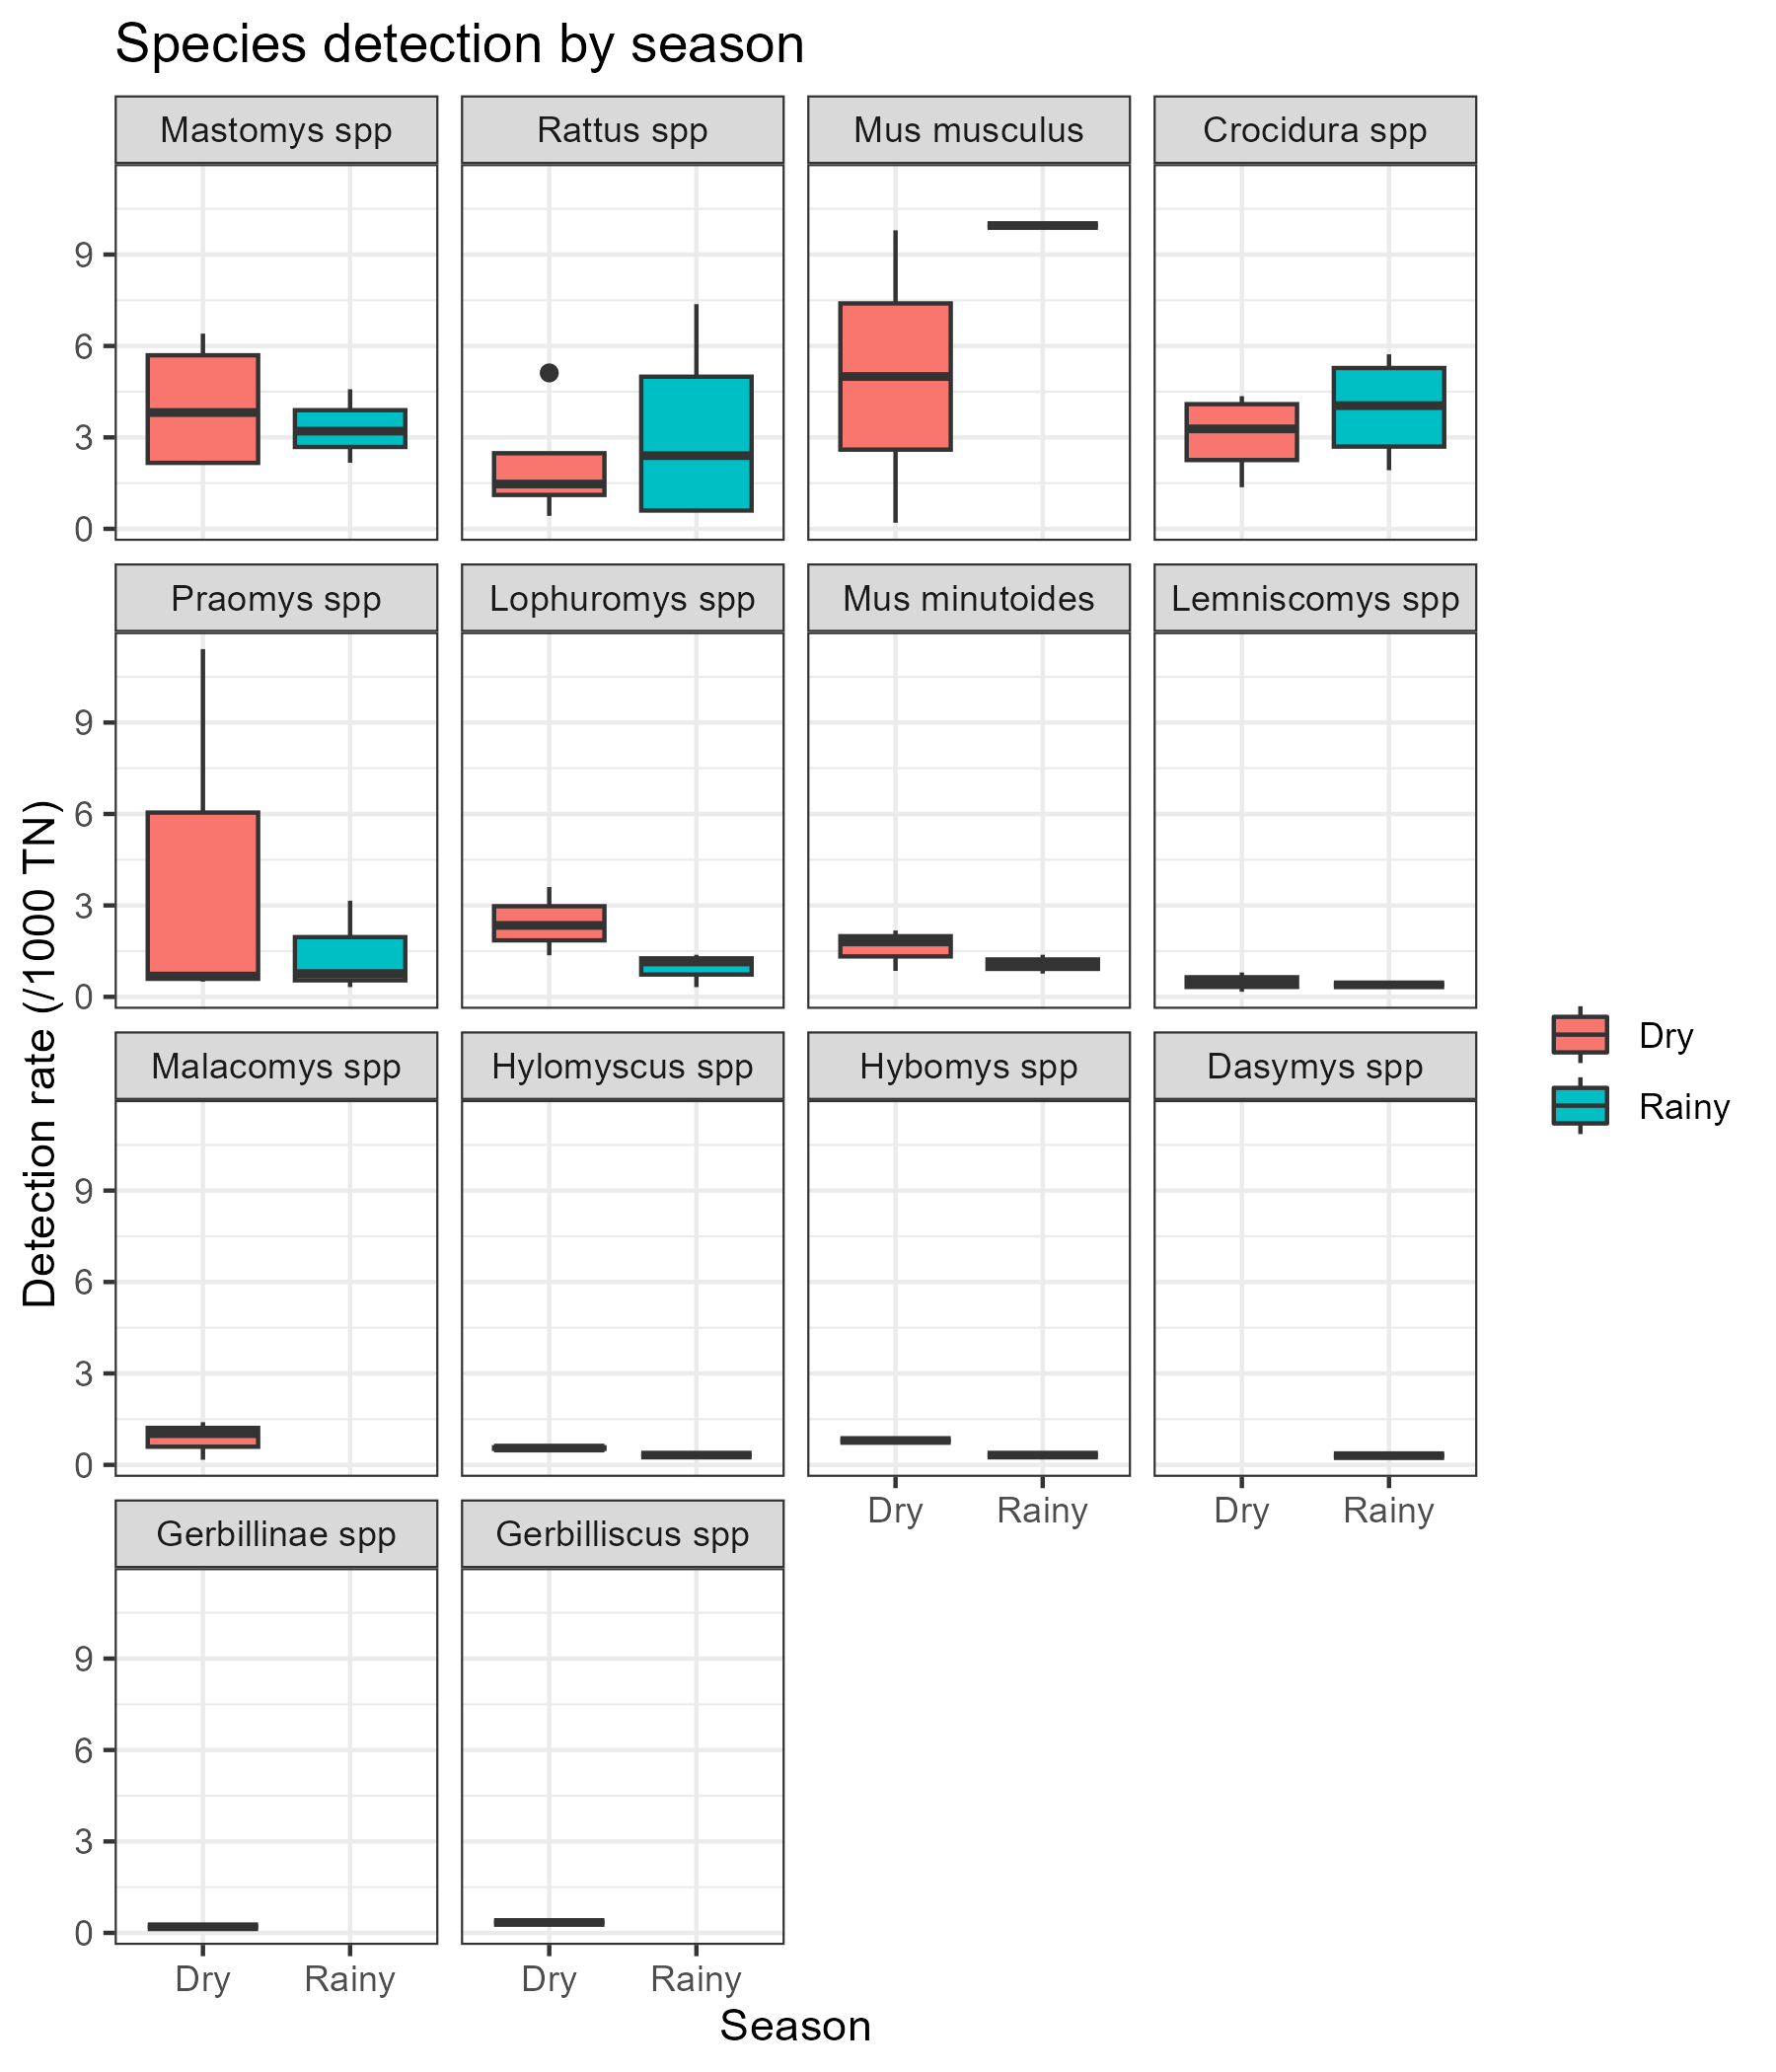 Species detection by season
Mastomys spp
Rattus spp
Mus musculus
Crocidura spp
9
6
3
0
Praomys spp
Lophuromys spp
Mus minutoides
Lemniscomys spp
9
6
3
0
Malacomys spp
Hylomyscus spp
Hybomys spp
Dasymys spp
9
6
3
0
Dry
Rainy
Dry
Rainy
Gerbillinae spp
Gerbilliscus spp
9
6
3
0
Dry
Rainy
Dry
Rainy
Season
Detection rate (/1000 TN)
Dry
Rainy